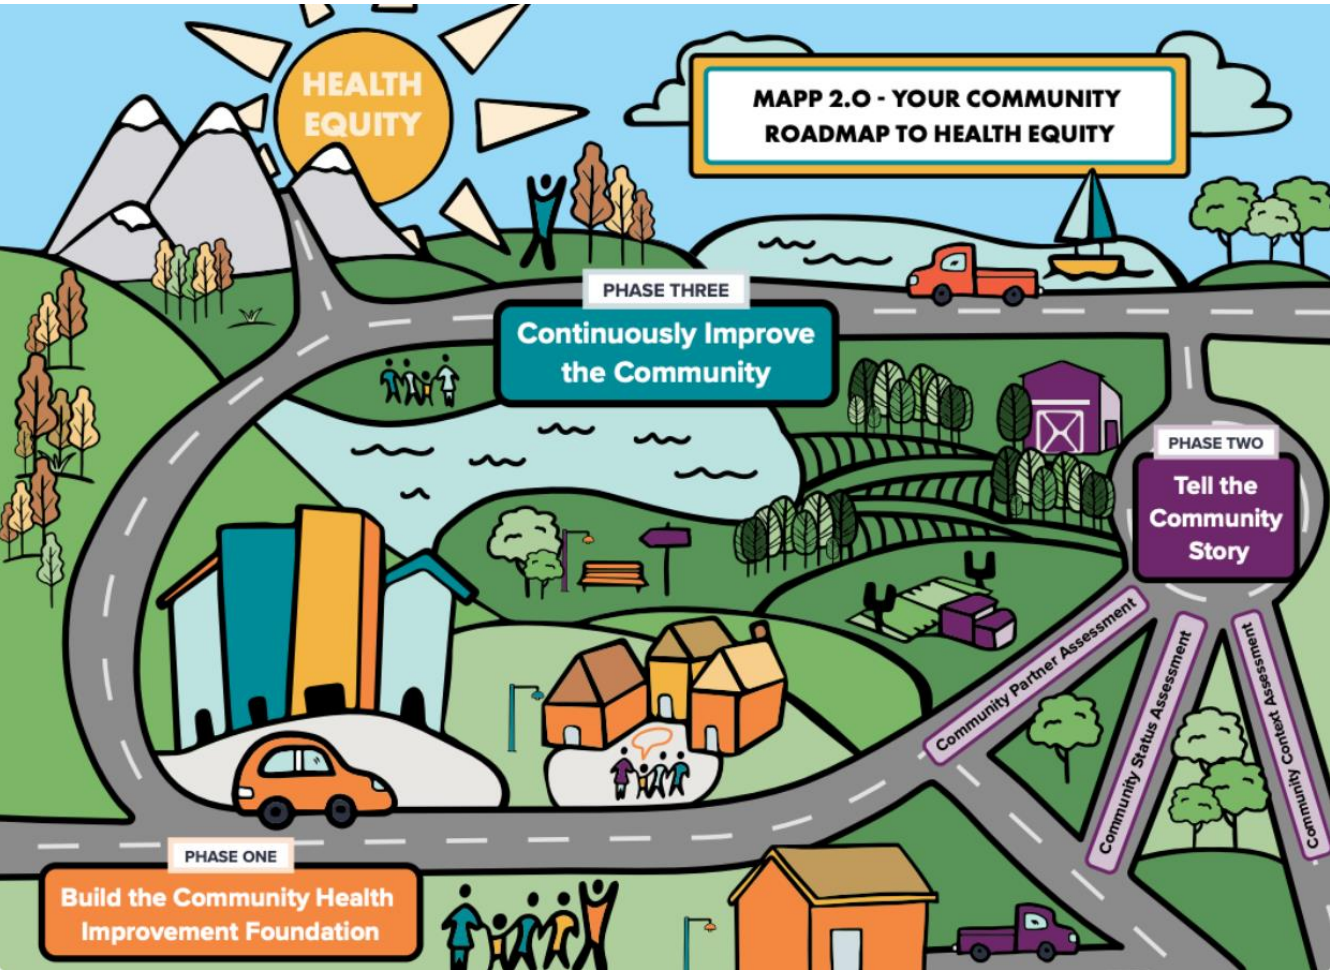 HEALTH
EQUITY
MAPP 2.0 - YOUR COMMUNITY
ROADMAP TO HEALTH EQUITY
PHASE THREE
Continuously Improve
the Community
PHASE TWO
Tell the
Community
Story
Community Partner Assessment
Community Status Assessment
Community Context Assessment
PHASE ONE
Build the Community Health
Improvement Foundation